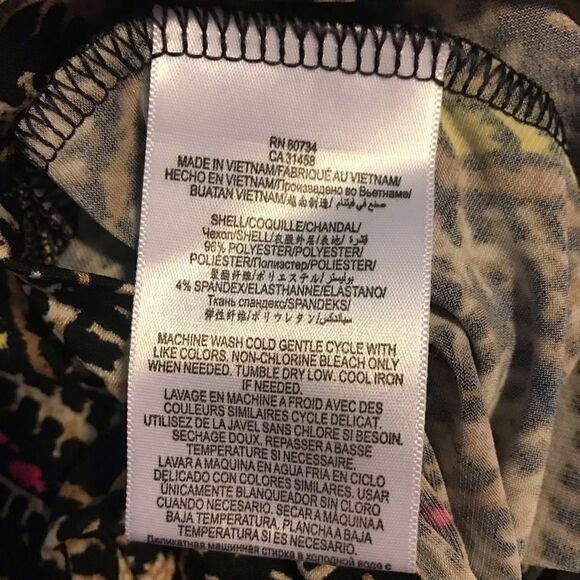 RN 80734
CA 31458
MADE IN VIETNAM/FABRIQUÉ AU VIETNAM/
HECHO EN VIETNAM/Произведено во Вьетнаме/
BUATAN VIETNAM/越南制造/صنع في فيتنام
SHELL/COQUILLE/CHANDAL/
Чехол/SHELL/衣服外层/表地/قشرة/
96% POLYESTER/POLYESTER/
POLIÉSTER/Полиэстер/POLIESTER/
聚酯纤维/ポリエステル/بوليستر
4% SPANDEX/ELASTHANNE/ELASTANO/
Ткань спандекс/SPANDEKS/
弹性纤维/ポリウレタン/سباندكس
MACHINE WASH COLD GENTLE CYCLE WITH
LIKE COLORS. NON-CHLORINE BLEACH ONLY
WHEN NEEDED. TUMBLE DRY LOW. COOL IRON
IF NEEDED.
LAVAGE EN MACHINE A FROID AVEC DES
COULEURS SIMILAIRES CYCLE DELICAT.
UTILISEZ DE LA JAVEL SANS CHLORE SI BESOIN.
SECHAGE DOUX. REPASSER A BASSE
TEMPERATURE SI NECESSAIRE.
LAVAR A MAQUINA EN AGUA FRIA EN CICLO
DELICADO CON COLORES SIMILARES. USAR
ÚNICAMENTE BLANQUEADOR SIN CLORO
CUANDO NECESARIO. SECAR A MÁQUINA A
BAJA TEMPERATURA. PLANCHA A BAJA
TEMPERATURA SI ES NECESARIO.
Деликатная машинная стирка в холодной воде с